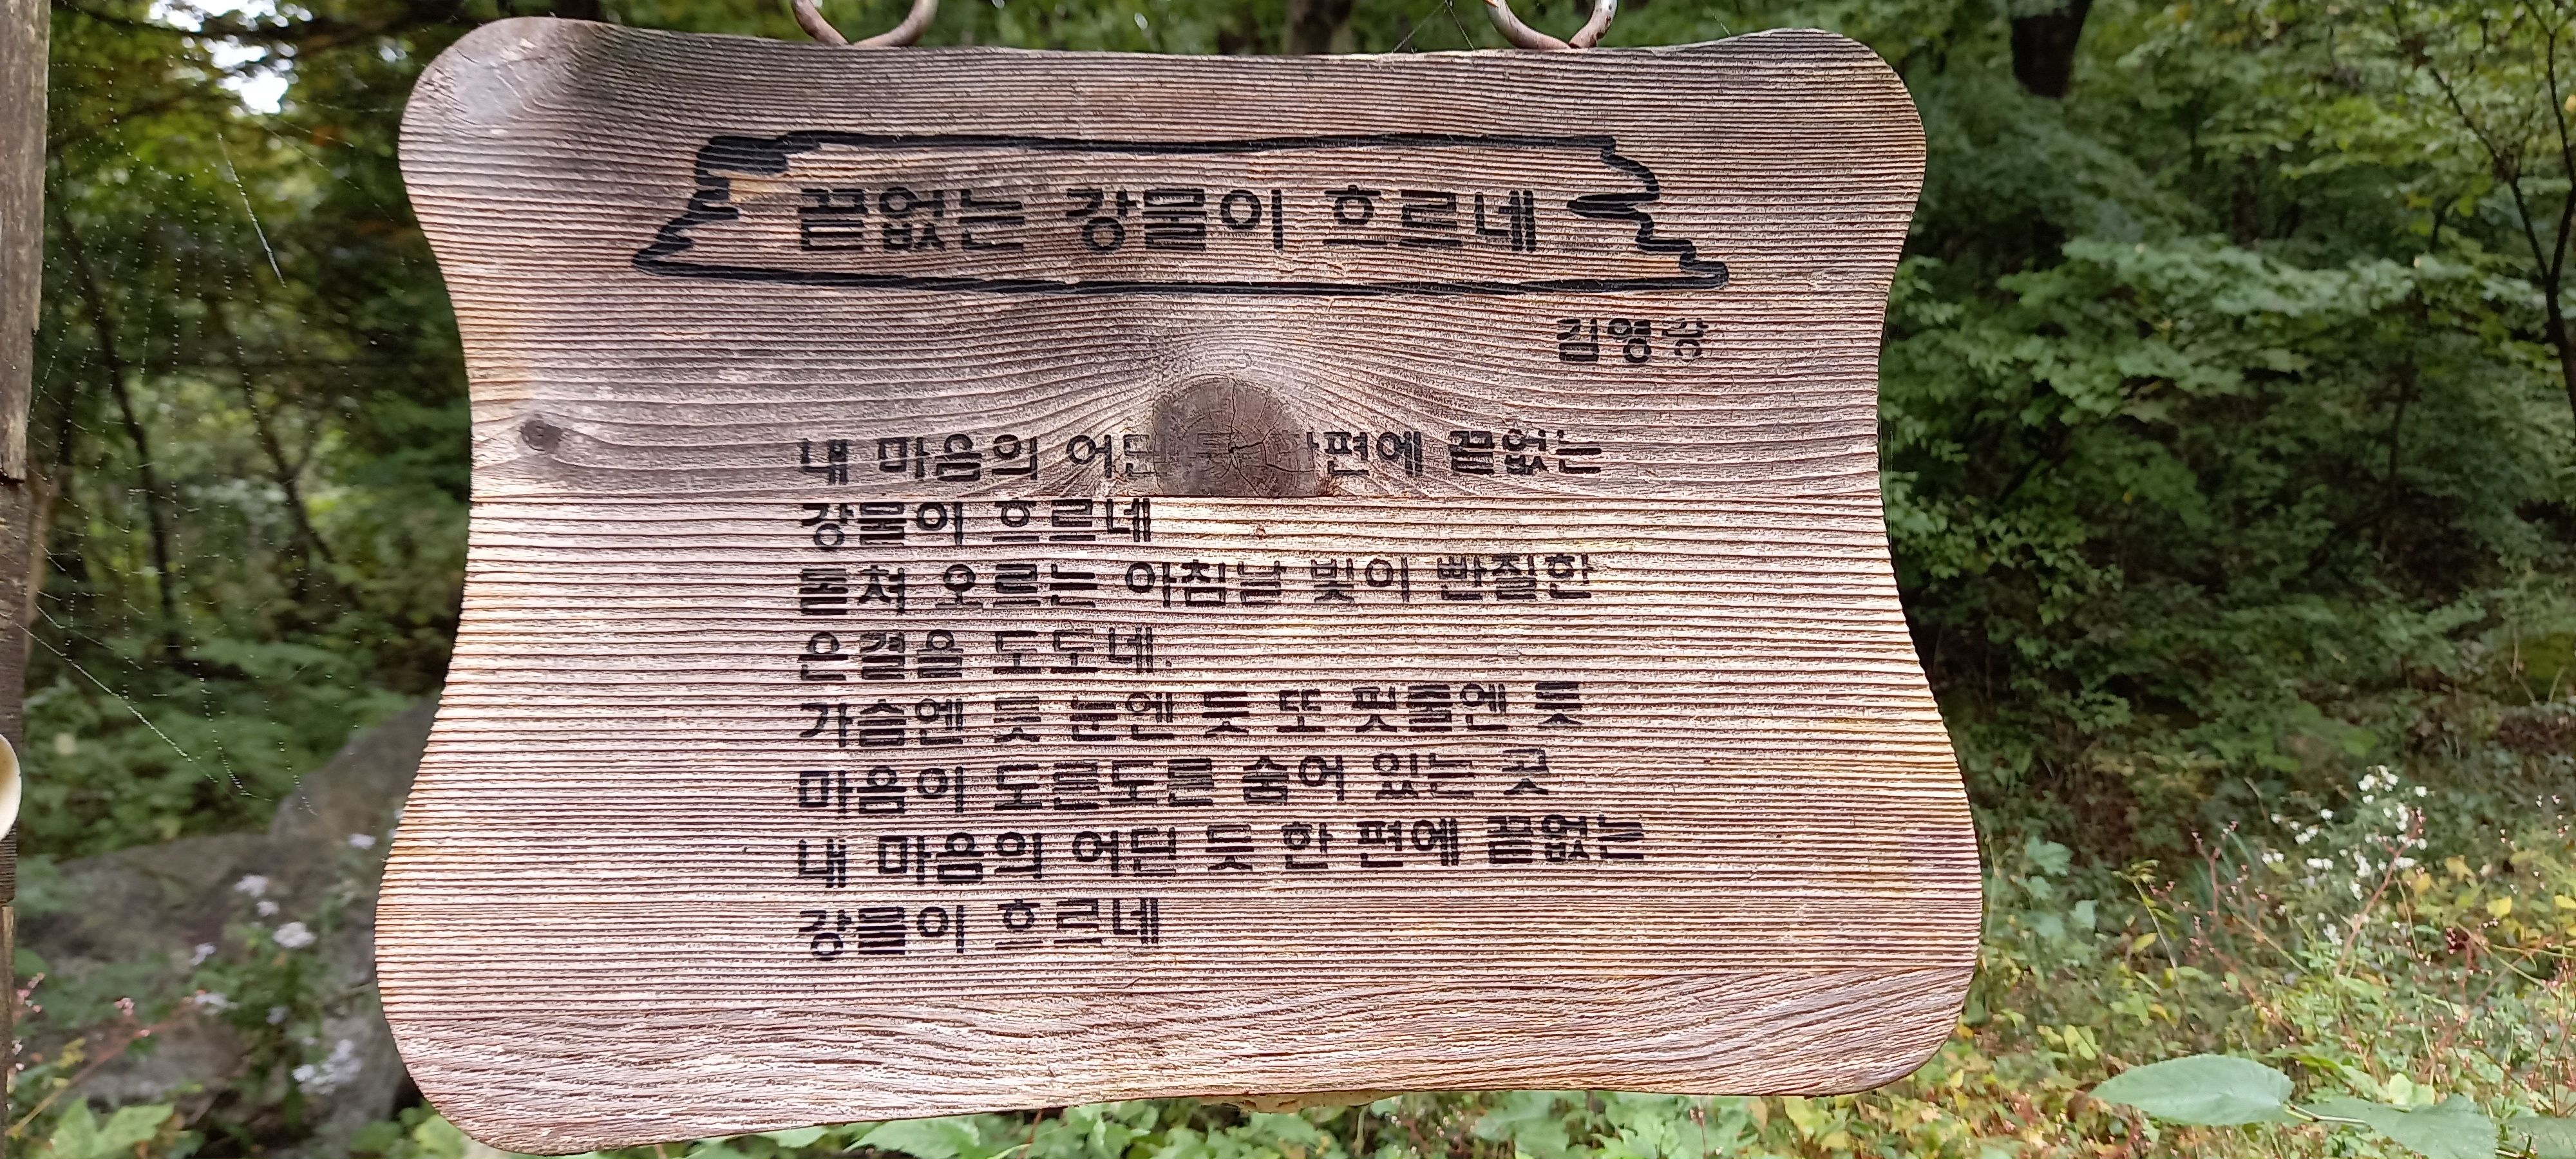 끝없는 강물이 흐르네
김영랑
내 마음의 어딘 듯 한편에 끝없는
강물이 흐르네
돋쳐 오르는 아침날 빛이 빤질한
은결을 도도네.
가슴엔 듯 눈엔 듯 또 핏줄엔 듯
마음이 도른도른 숨어 있는 곳
내 마음의 어딘 듯 한 편에 끝없는
강물이 흐르네